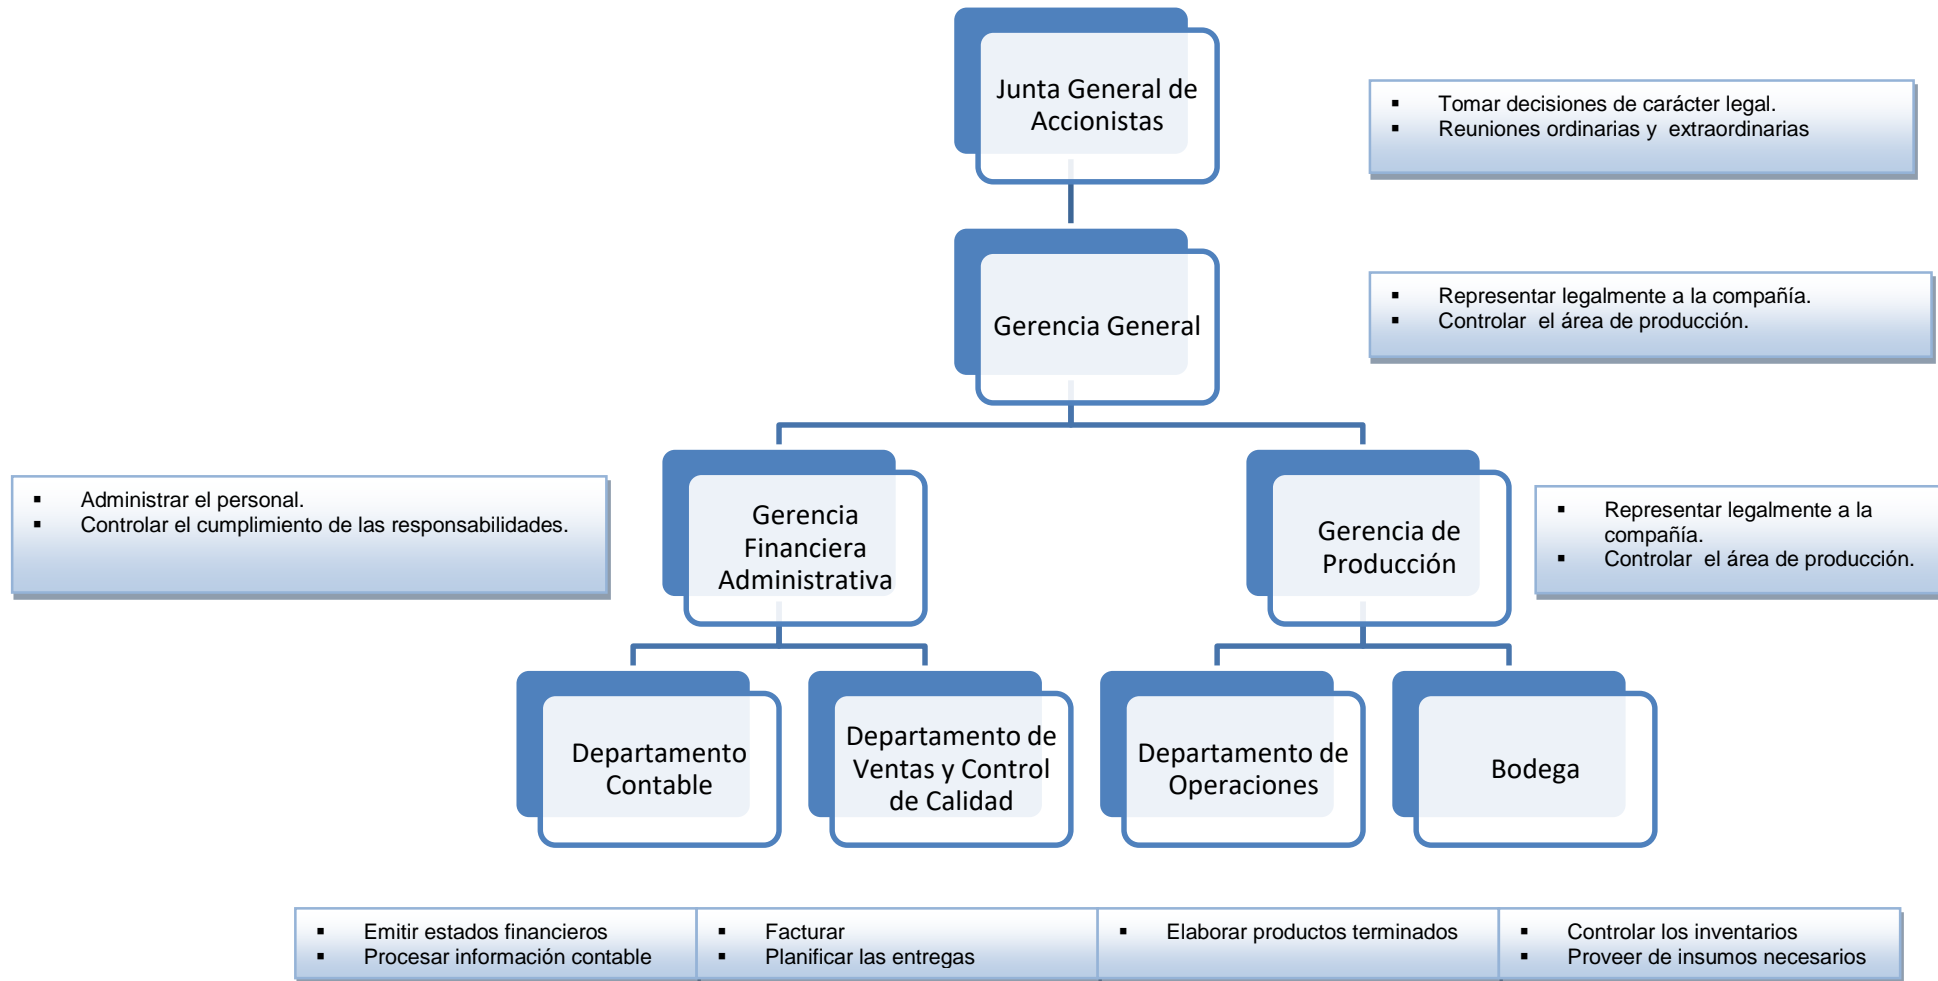 Junta General de
Accionistas
▪ Tomar decisiones de carácter legal.
▪ Reuniones ordinarias y extraordinarias
Gerencia General
▪ Representar legalmente a la compañía.
▪ Controlar el área de producción.
▪ Administrar el personal.
▪ Controlar el cumplimiento de las responsabilidades.
Gerencia
Financiera
Administrativa
Gerencia de
Producción
▪ Representar legalmente a la
compañía.
▪ Controlar el área de producción.
Departamento
Contable
Departamento de
Ventas y Control
de Calidad
Departamento de
Operaciones
Bodega
▪ Emitir estados financieros
▪ Procesar información contable
▪ Facturar
▪ Planificar las entregas
▪ Elaborar productos terminados
▪ Controlar los inventarios
▪ Proveer de insumos necesarios